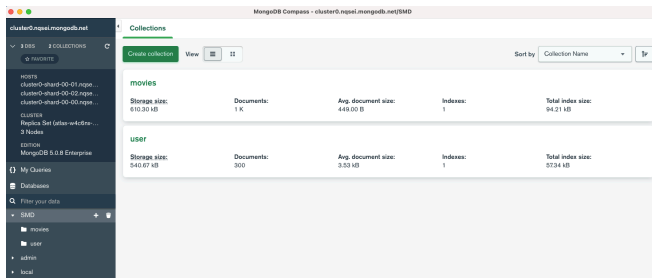 MongoDB Compass - cluster0.nqsei.mongodb.net/SMD
cluster0.nqsei.mongodb.net
Collections
3 DBS 2 COLLECTIONS
FAVORITE
HOSTS
cluster0-shard-00-01.nqse...
cluster0-shard-00-02.nqse...
cluster0-shard-00-00.nqse...
CLUSTER
Replica Set (atlas-w4c6nx-...
3 Nodes
EDITION
MongoDB 5.0.8 Enterprise
{} My Queries
Databases
Filter your data
SMD
movies
user
admin
local
Create collection View Sort by Collection Name
movies
Storage size: Documents: Avg. document size: Indexes: Total index size:
610.30 kB 1 K 449.00 B 1 94.21 kB
user
Storage size: Documents: Avg. document size: Indexes: Total index size:
540.67 kB 300 3.53 kB 1 57.34 kB